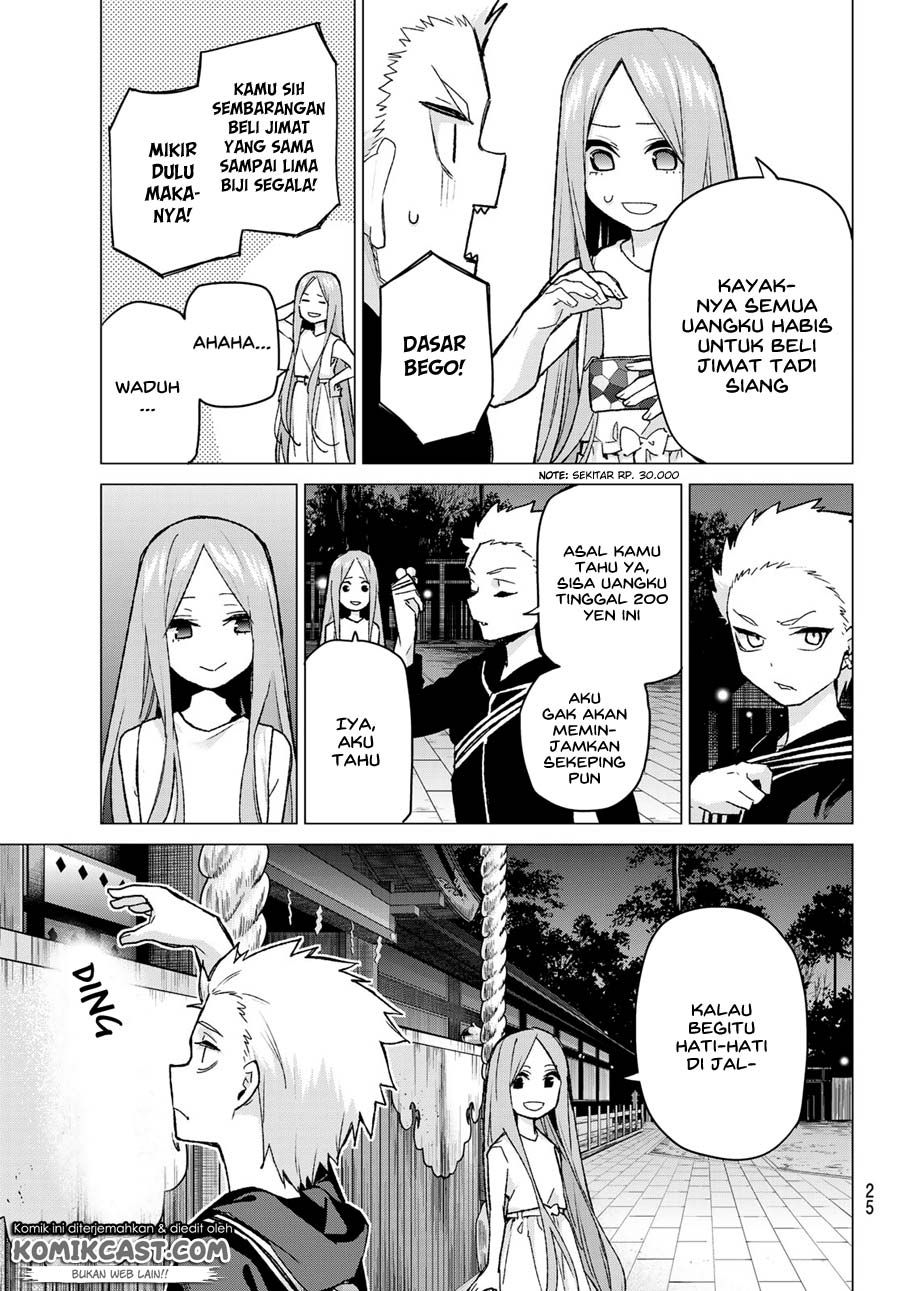 KAYAK-
NYA SEMUA
UANGKU HABIS
UNTUK BELI
JIMAT TADI
SIANG
DASAR
BEGO!
KAMU SIH
SEMBARANGAN
BELI JIMAT
YANG SAMA
SAMPAI LIMA
BIJI SEGALA!
MIKIR
DULU
MAKA-
NYA!
AHAHA...
WADUH
...
NOTE: SEKITAR RP. 30.000
ASAL KAMU
TAHU YA,
SISA UANGKU
TINGGAL 200
YEN INI
AKU
GAK AKAN
MEMIN-
JAMKAN
SEKEPING
PUN
IYA,
AKU
TAHU
KALAU
BEGITU
HATI-HATI
DI JAL-
DING
25
Komik ini diterjemahkan & diedit oleh
KOMIKCAST.COM
BUKAN WEB LAIN!!